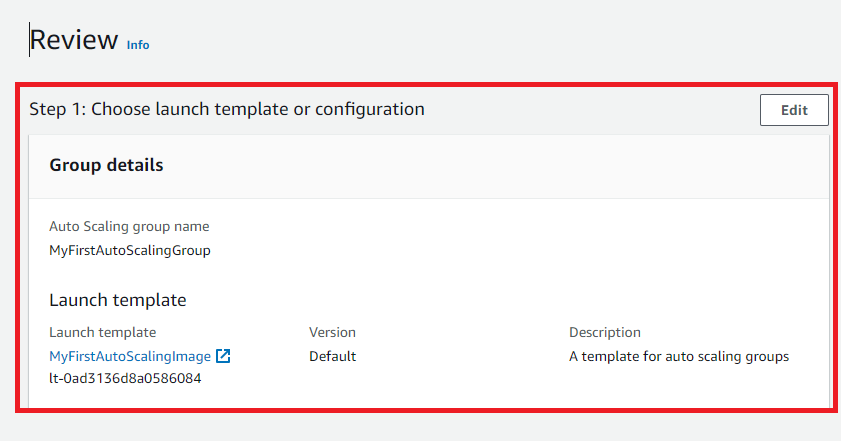 Review Info
Step 1: Choose launch template or configuration
Edit
Group details
Auto Scaling group name
MyFirstAutoScalingGroup
Launch template
Launch template Version Description
MyFirstAutoScalingImage Default A template for auto scaling groups
lt-0ad3136d8a0586084